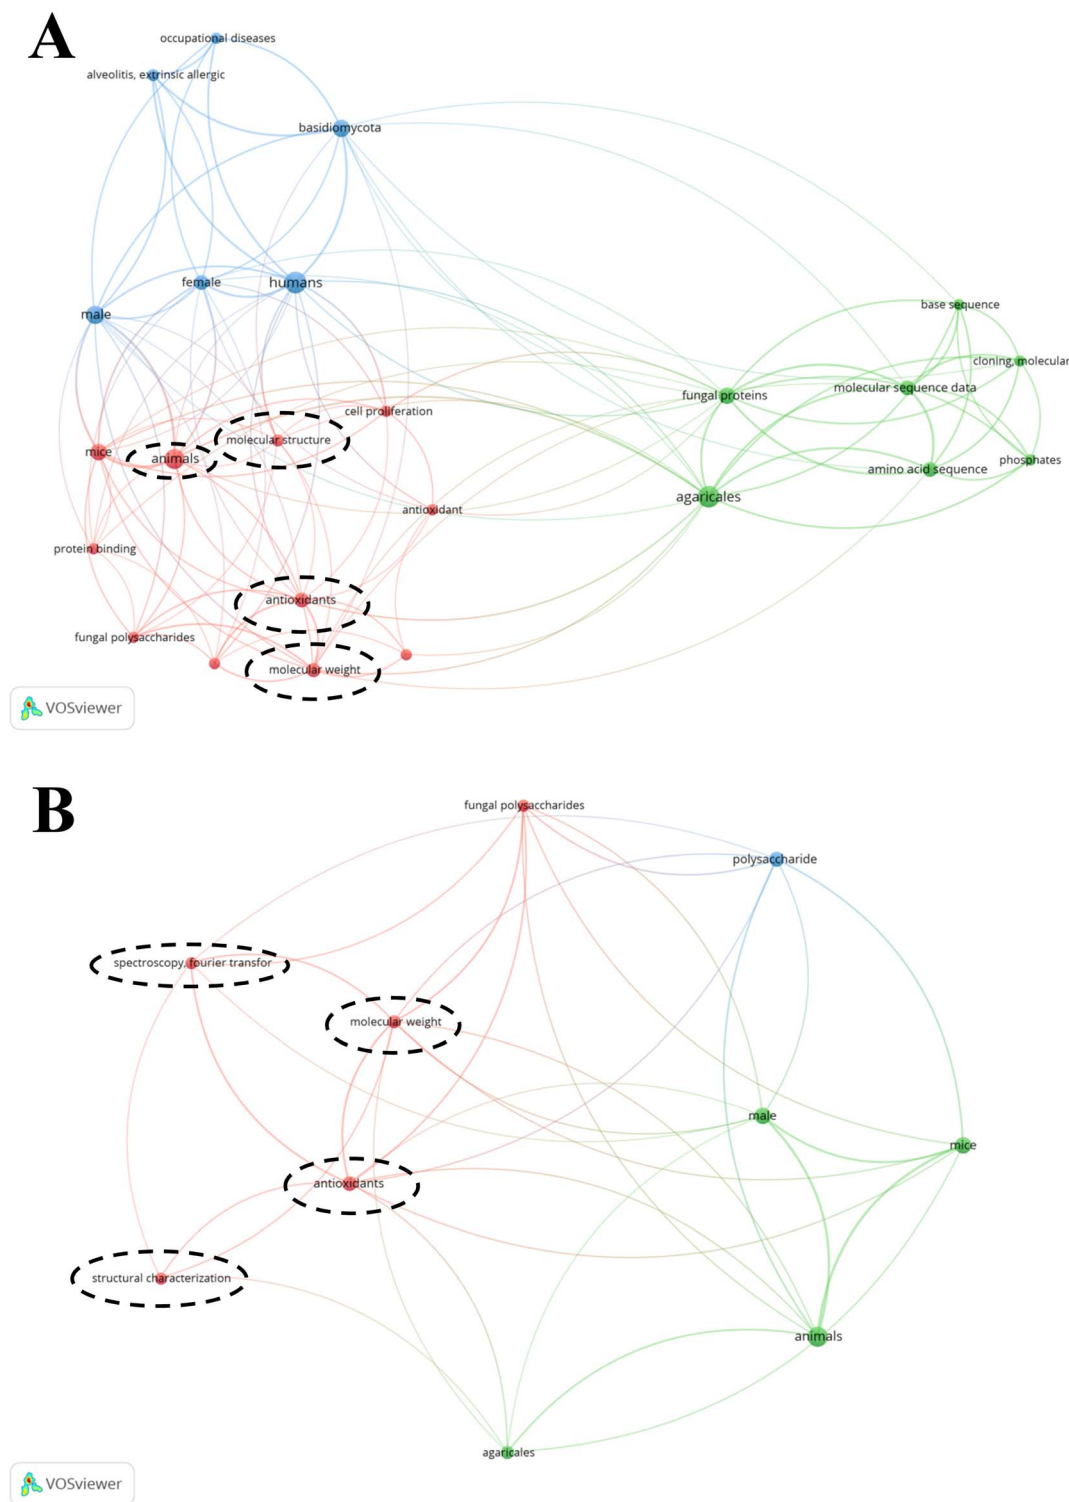 A
occupational diseases
alveolitis, extrinsic allergic
basidiomycota
female
humans
male
base sequence
cloning, molecular
molecular sequence data
fungal proteins
cell proliferation
molecular structure
mice
animals
amino acid sequence
phosphates
agaricales
antioxidant
protein binding
antioxidants
fungal polysaccharides
molecular weight
VOSviewer
B
fungal polysaccharides
polysaccharide
spectroscopy, fourier transfor
molecular weight
male
mice
antioxidants
structural characterization
animals
agaricales
VOSviewer